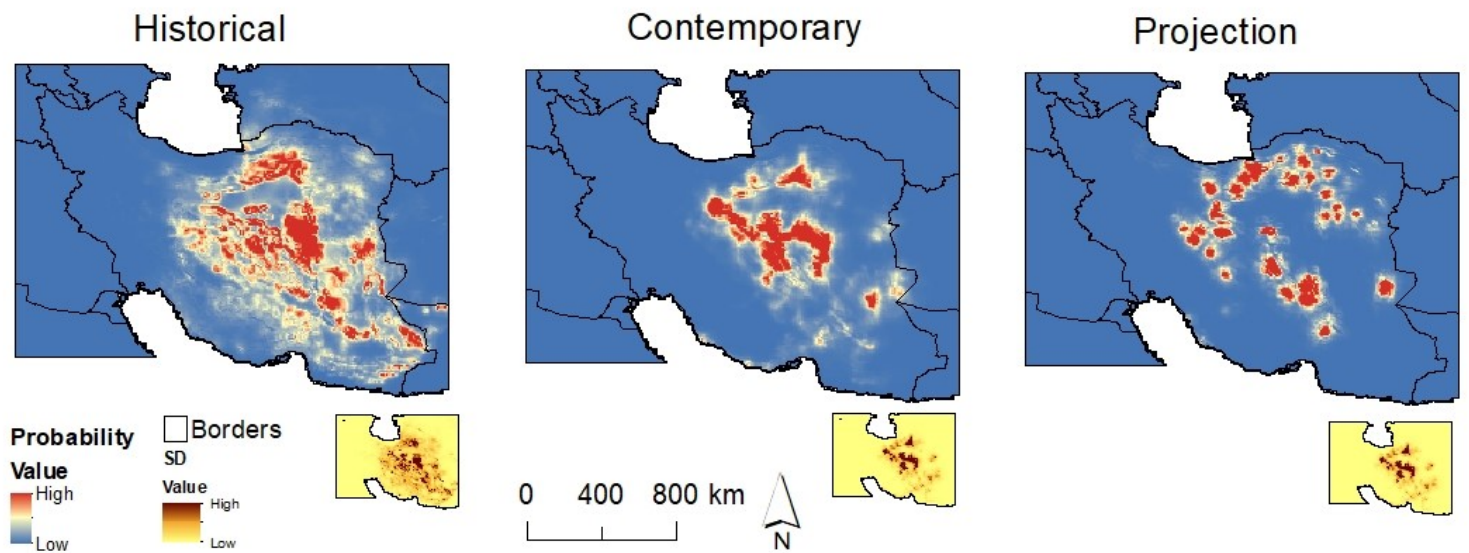 Historical
Contemporary
Projection
Probability
Value
High
Low
Borders
SD
Value
High
Low
0 400 800 km
N